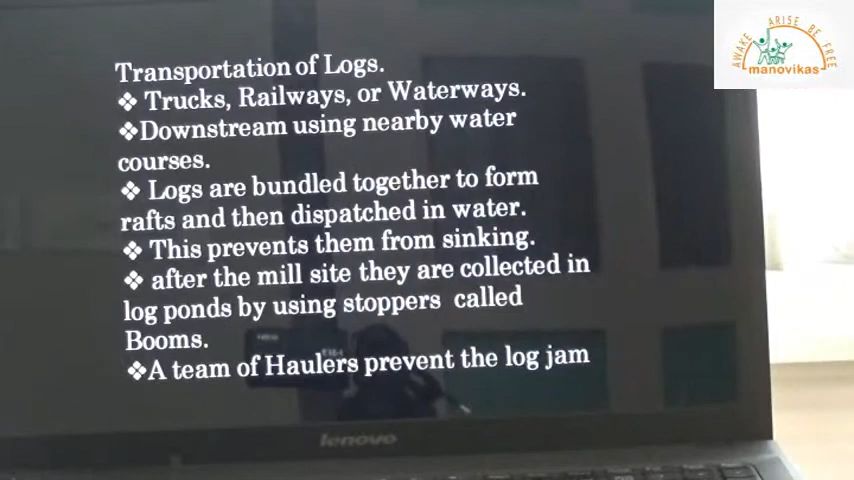 Transportation of Logs.
❖ Trucks, Railways, or Waterways.
❖Downstream using nearby water
courses.
❖ Logs are bundled together to form
rafts and then dispatched in water.
❖ This prevents them from sinking.
❖ after the mill site they are collected in
log ponds by using stoppers called
Booms.
❖A team of Haulers prevent the log jam
lenovo
AWAKE ARISE BE FREE
manovikas